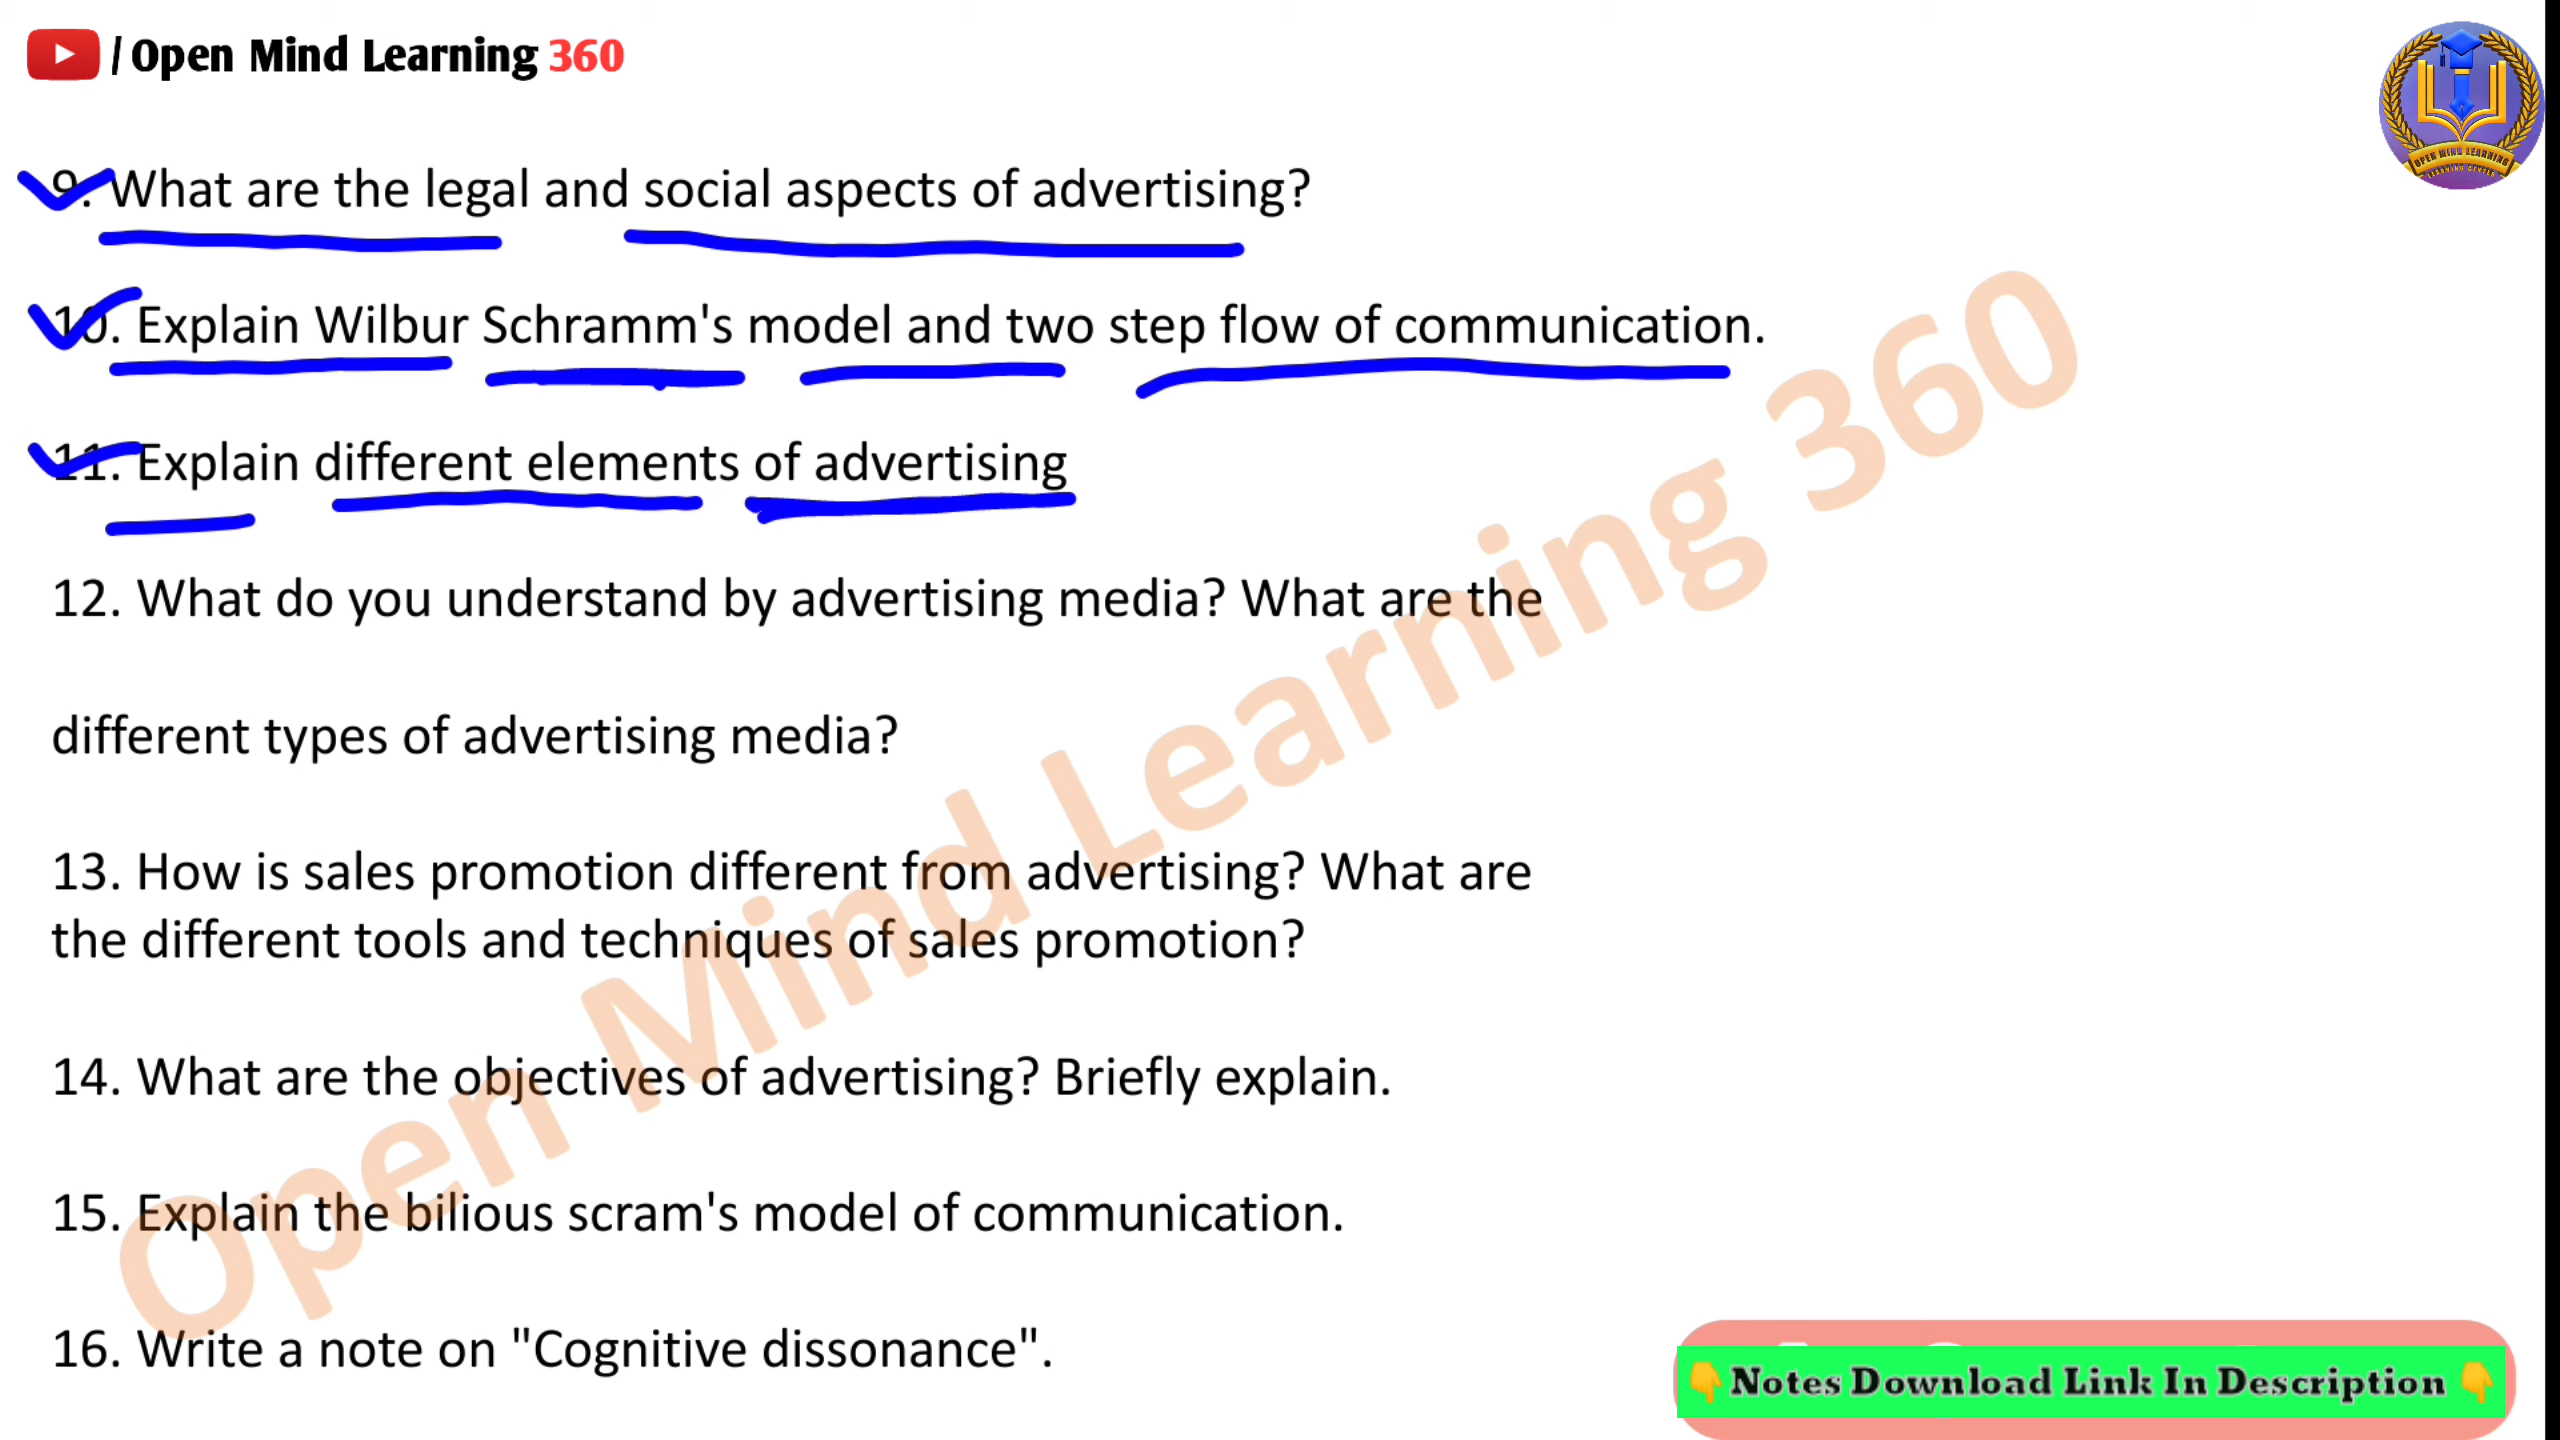 / Open Mind Learning 360
OPEN MIND LEARNING
LEARNING CENTER
9. What are the legal and social aspects of advertising?
10. Explain Wilbur Schramm's model and two step flow of communication.
11. Explain different elements of advertising
12. What do you understand by advertising media? What are the
different types of advertising media?
13. How is sales promotion different from advertising? What are
the different tools and techniques of sales promotion?
14. What are the objectives of advertising? Briefly explain.
15. Explain the bilious scram's model of communication.
16. Write a note on "Cognitive dissonance".
Open Mind Learning 360
👇Notes Download Link In Description👇